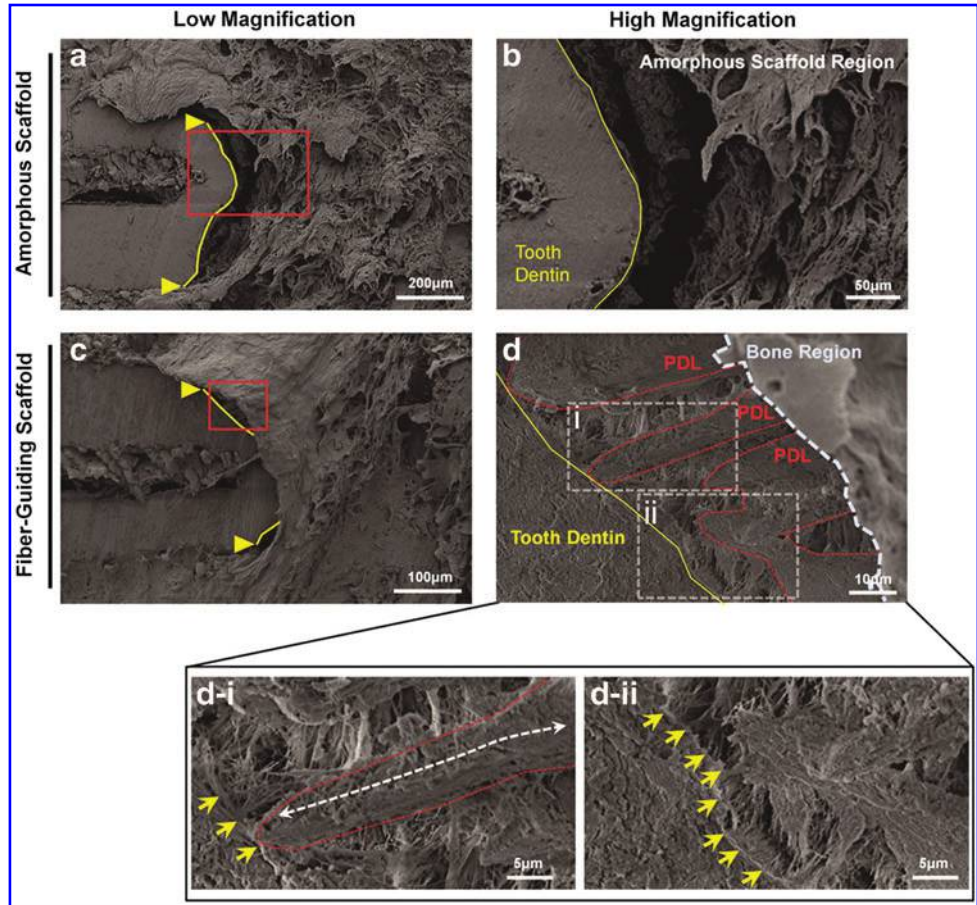 Low Magnification
High Magnification
Amorphous Scaffold
a
200μm
b
Amorphous Scaffold Region
Tooth
Dentin
50μm
Fiber-Guiding Scaffold
c
100μm
d
Bone Region
PDL
PDL
PDL
i
ii
Tooth Dentin
10μm
d-i
5μm
d-ii
5μm